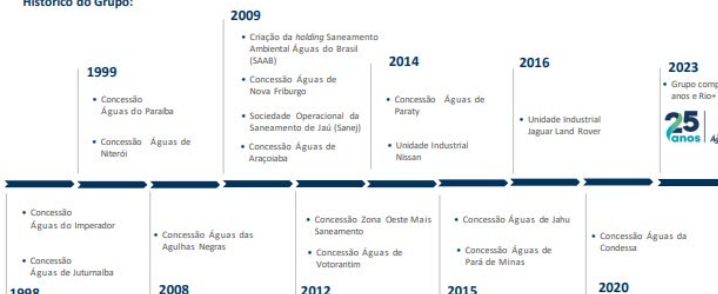 Histórico do Grupo:
2009
• Criação da holding Saneamento
Ambiental Águas do Brasil
(SAAB)
• Concessão Águas de
Nova Friburgo
• Sociedade Operacional da
Saneamento de Jaú (Sanej)
• Concessão Águas de
Araçoiaba
1999
• Concessão
Águas do Paraíba
• Concessão Águas de
Niterói
2014
• Concessão Águas de
Paraty
• Unidade Industrial
Nissan
2016
• Unidade Industrial
Jaguar Land Rover
2023
• Grupo
anos e Rio+
25
anos
• Concessão
Águas do Imperador
• Concessão
Águas de Juturnaíba
1998
• Concessão Águas das
Agulhas Negras
2008
• Concessão Zona Oeste Mais
Saneamento
• Concessão Águas de
Votorantim
2012
• Concessão Águas de Jahu
• Concessão Águas de
Pará de Minas
2015
• Concessão Águas da
Condessa
2020